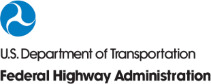 U.S. Department of Transportation
Federal Highway Administration